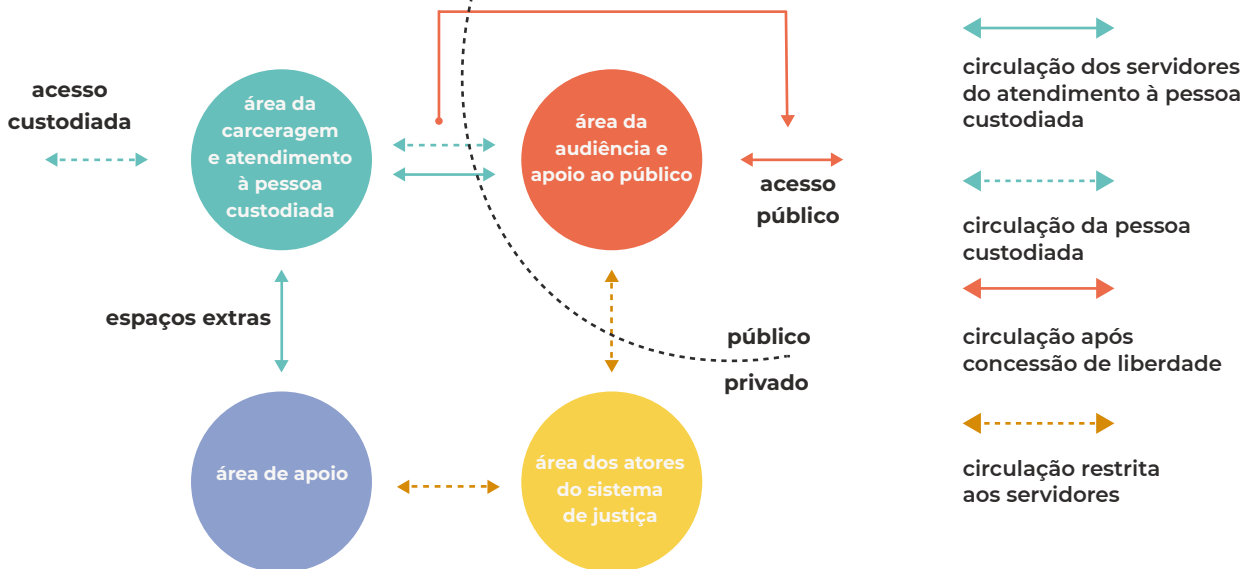 acesso
custodiada
área da
carceragem
e atendimento
à pessoa
custodiada
área da
audiência e
apoio ao público
acesso
público
espaços extras
público
privado
área de apoio
área dos atores
do sistema
de justiça
circulação dos servidores
do atendimento à pessoa
custodiada
circulação da pessoa
custodiada
circulação após
concessão de liberdade
circulação restrita
aos servidores